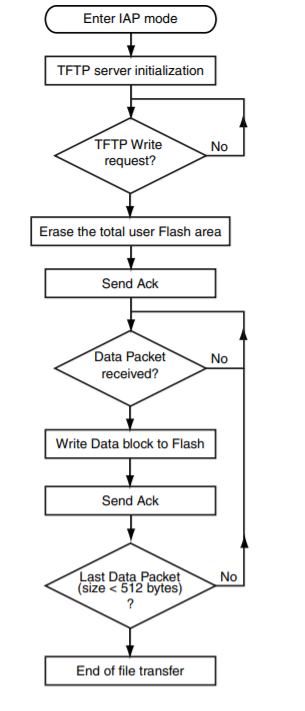 Enter IAP mode
TFTP server initialization
TFTP Write
request?
No
Erase the total user Flash area
Send Ack
Data Packet
received?
No
Write Data block to Flash
Send Ack
Last Data Packet
(size < 512 bytes)
?
No
End of file transfer